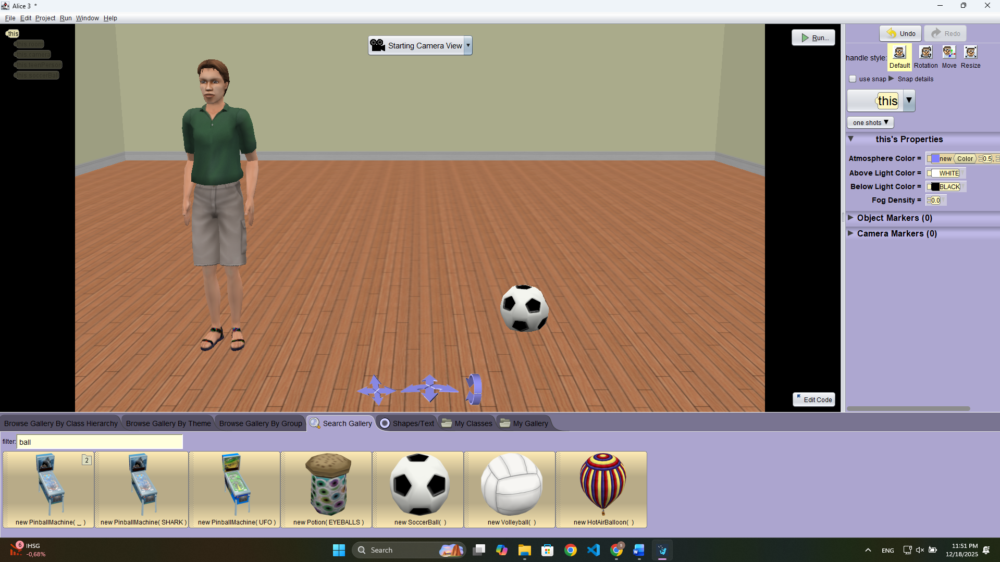 Alice 3 *
File Edit Project Run Window Help
this
this.room
this.camera
this.teenPerson
this.soccerBall
Starting Camera View
Run...
Undo Redo
handle style: Default Rotation Move Resize
use snap Snap details
this
one shots
this's Properties
Atmosphere Color = new Color 0.5,
Above Light Color = WHITE
Below Light Color = BLACK
Fog Density = 0.0
Object Markers (0)
Camera Markers (0)
Edit Code
Browse Gallery By Class Hierarchy Browse Gallery By Theme Browse Gallery By Group Search Gallery Shapes/Text My Classes My Gallery
filter: ball
2
new PinballMachine( _ ) new PinballMachine( SHARK ) new PinballMachine( UFO ) new Potion( EYEBALLS ) new SoccerBall( ) new Volleyball( ) new HotAirBalloon( )
6 IHSG
-0,68%
Search
ENG
11:51 PM
12/18/2025